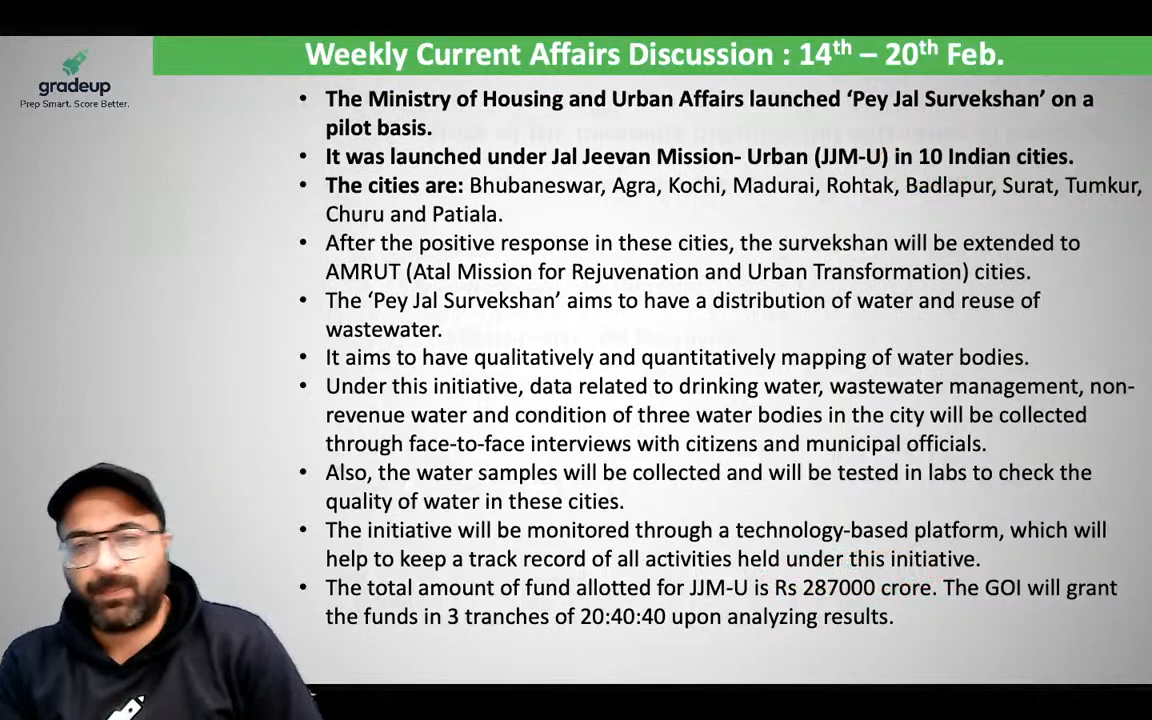 Weekly Current Affairs Discussion : 14th – 20th Feb.
gradeup
Prep Smart. Score Better.
• The Ministry of Housing and Urban Affairs launched ‘Pey Jal Survekshan’ on a
pilot basis.
• It was launched under Jal Jeevan Mission- Urban (JJM-U) in 10 Indian cities.
• The cities are: Bhubaneswar, Agra, Kochi, Madurai, Rohtak, Badlapur, Surat, Tumkur,
Churu and Patiala.
• After the positive response in these cities, the survekshan will be extended to
AMRUT (Atal Mission for Rejuvenation and Urban Transformation) cities.
• The ‘Pey Jal Survekshan’ aims to have a distribution of water and reuse of
wastewater.
• It aims to have qualitatively and quantitatively mapping of water bodies.
• Under this initiative, data related to drinking water, wastewater management, non-
revenue water and condition of three water bodies in the city will be collected
through face-to-face interviews with citizens and municipal officials.
• Also, the water samples will be collected and will be tested in labs to check the
quality of water in these cities.
• The initiative will be monitored through a technology-based platform, which will
help to keep a track record of all activities held under this initiative.
• The total amount of fund allotted for JJM-U is Rs 287000 crore. The GOI will grant
the funds in 3 tranches of 20:40:40 upon analyzing results.